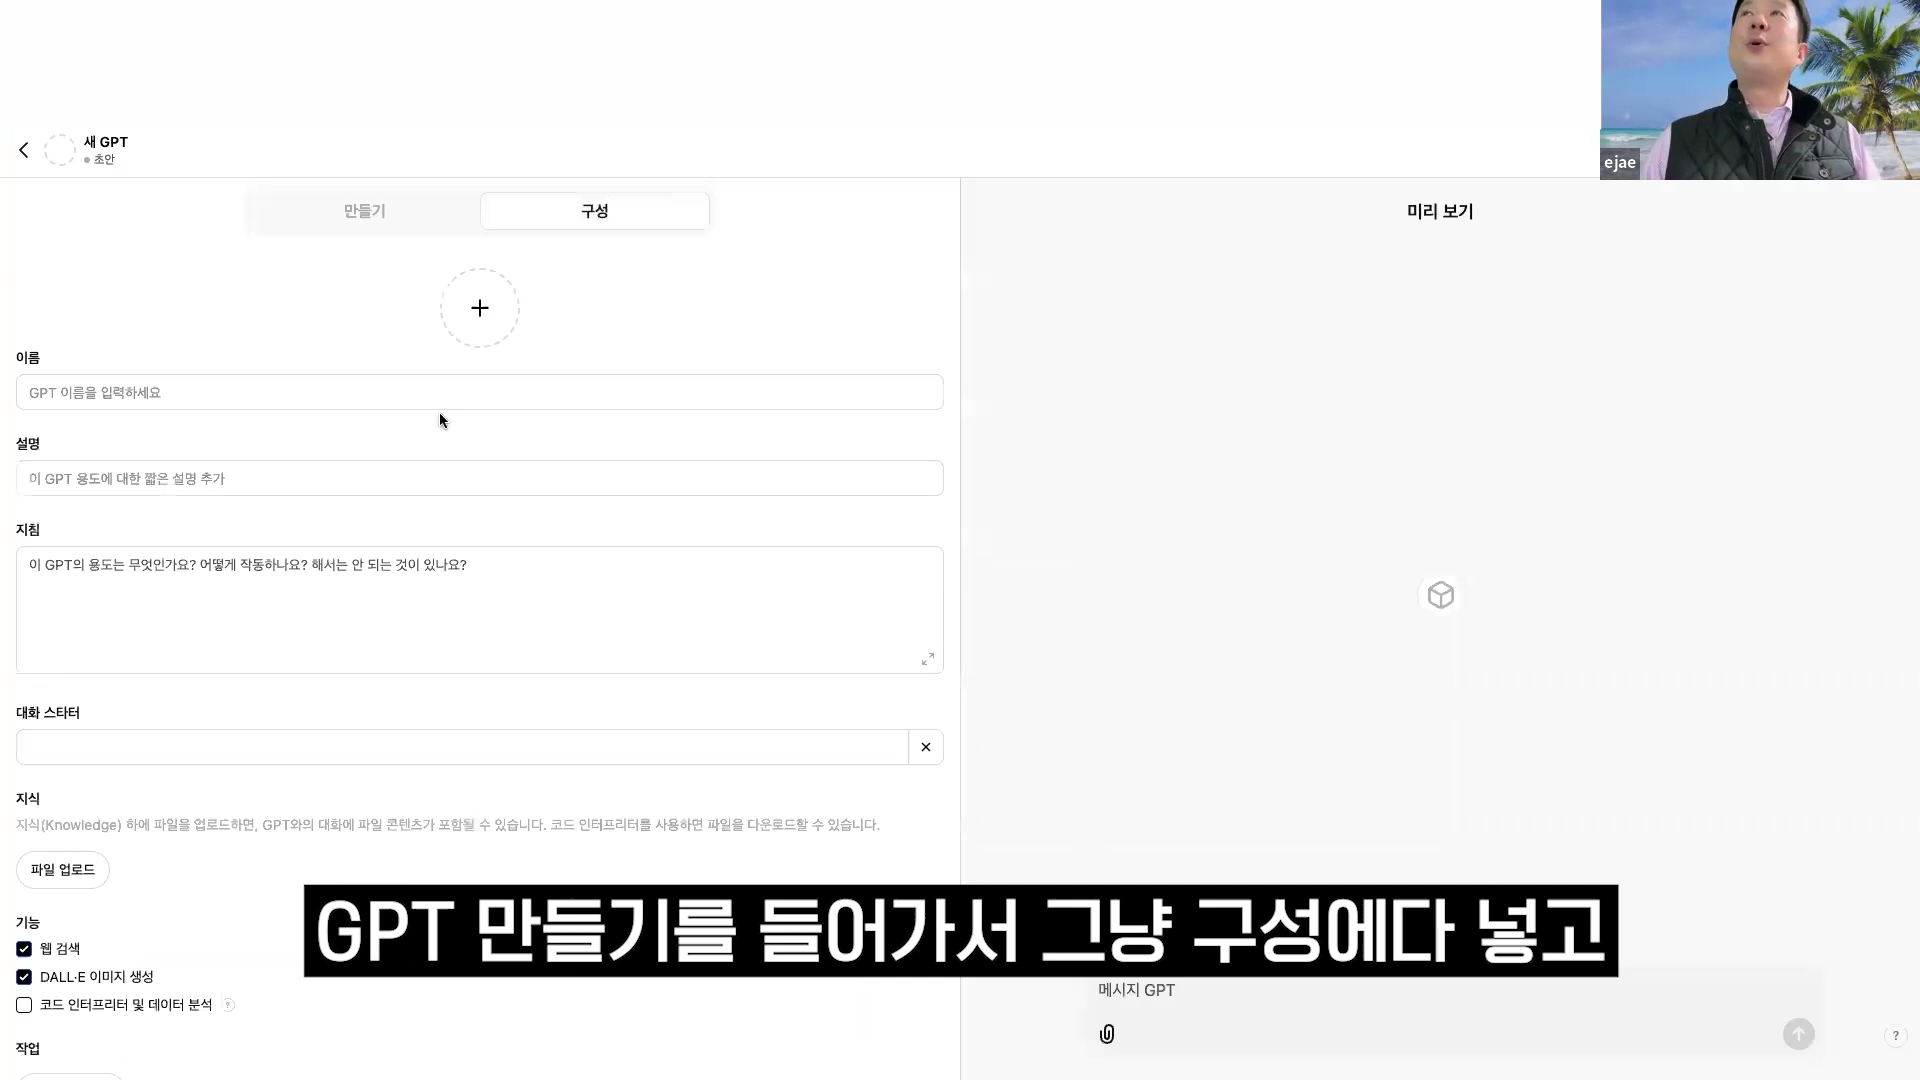 새 GPT
초안
ejae
만들기
구성
미리 보기
이름
GPT 이름을 입력하세요
설명
이 GPT 용도에 대한 짧은 설명 추가
지침
이 GPT의 용도는 무엇인가요? 어떻게 작동하나요? 해서는 안 되는 것이 있나요?
대화 스타터
지식
지식(Knowledge) 하에 파일을 업로드하면, GPT와의 대화에 파일 콘텐츠가 포함될 수 있습니다. 코드 인터프리터를 사용하면 파일을 다운로드할 수 있습니다.
파일 업로드
GPT 만들기를 들어가서 그냥 구성에다 넣고
기능
웹 검색
DALL·E 이미지 생성
코드 인터프리터 및 데이터 분석 ?
메시지 GPT
?
작업